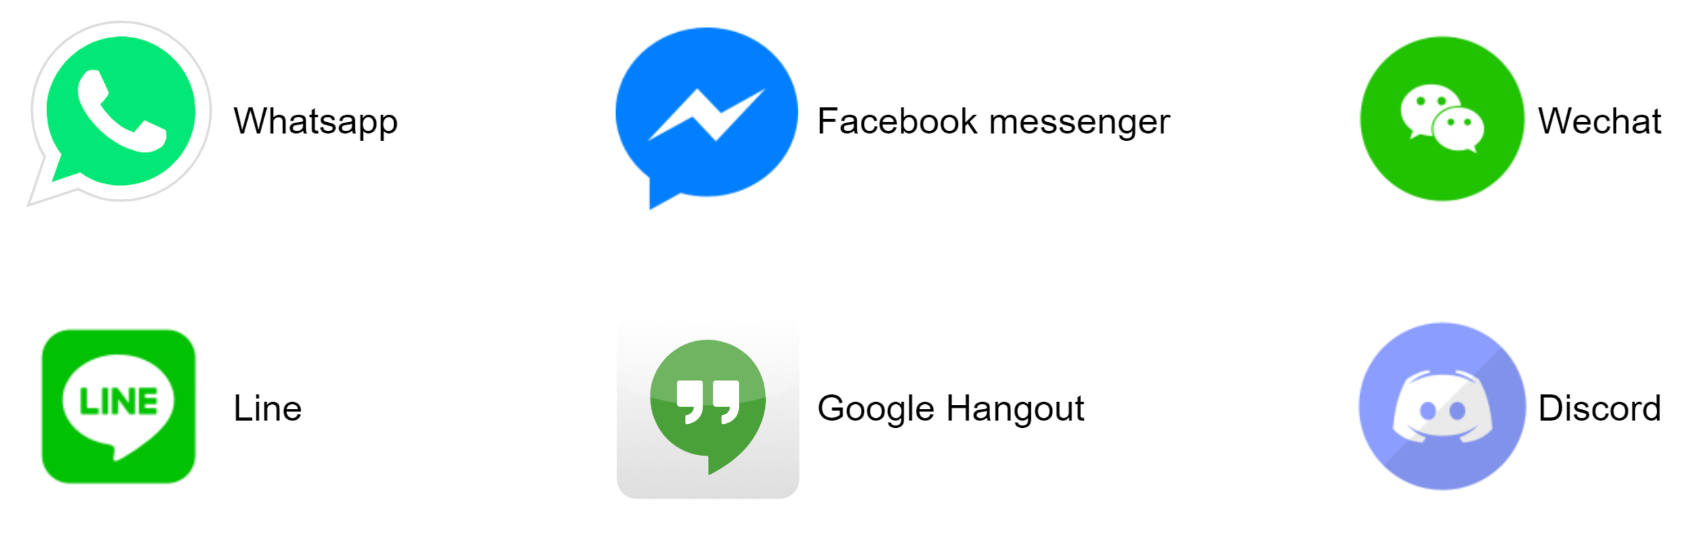 Whatsapp
Facebook messenger
Wechat
LINE
Line
Google Hangout
Discord